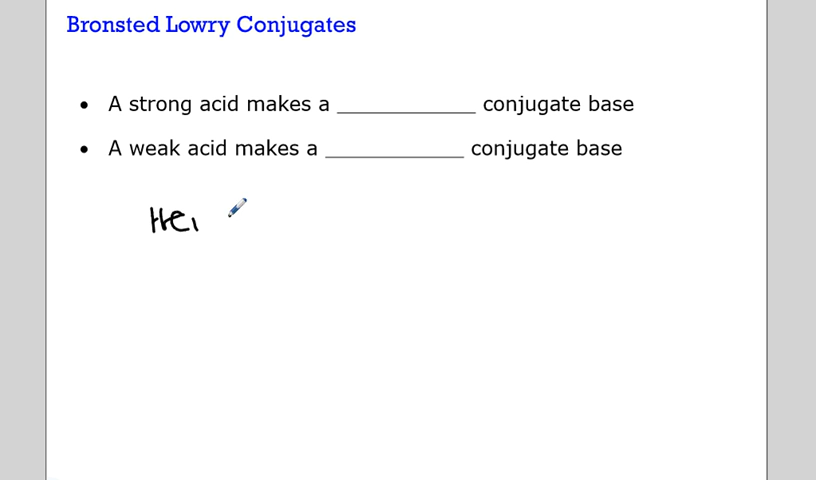 Bronsted Lowry Conjugates
• A strong acid makes a _____________ conjugate base
• A weak acid makes a _____________ conjugate base
HCl